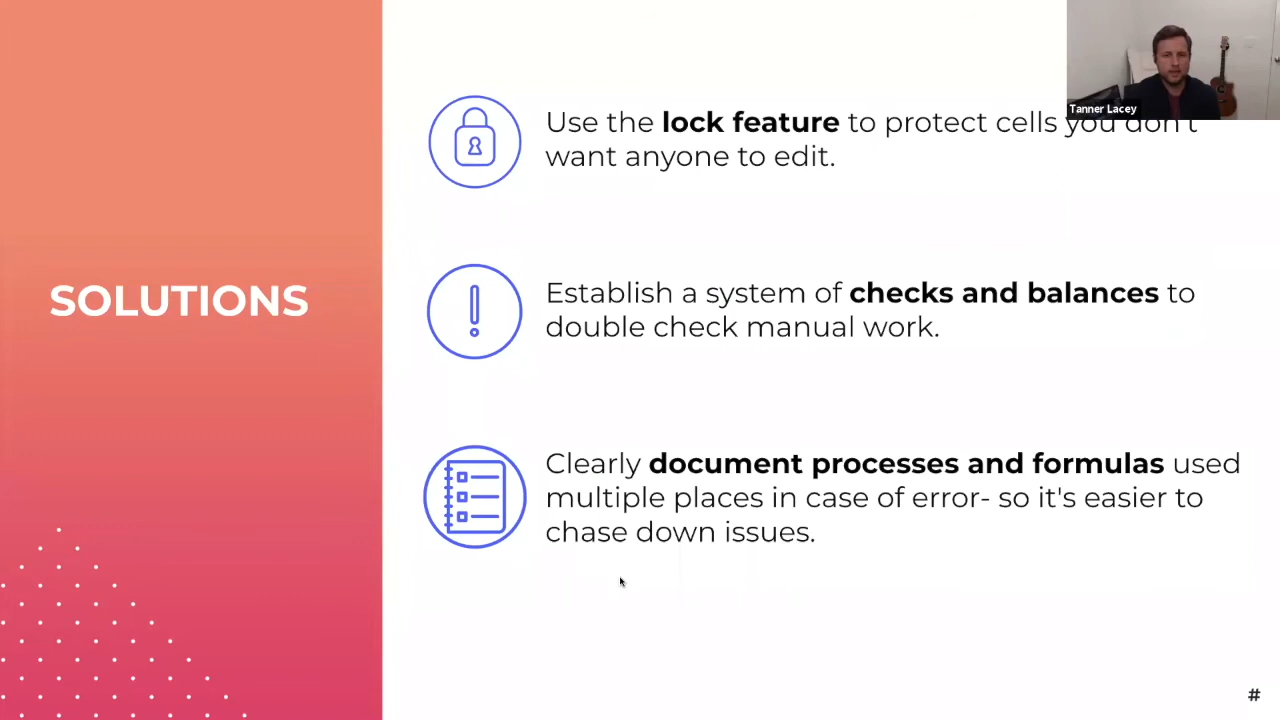 Tanner Lacey
SOLUTIONS
Use the lock feature to protect cells you don't
want anyone to edit.
Establish a system of checks and balances to
double check manual work.
Clearly document processes and formulas used
multiple places in case of error- so it's easier to
chase down issues.
#